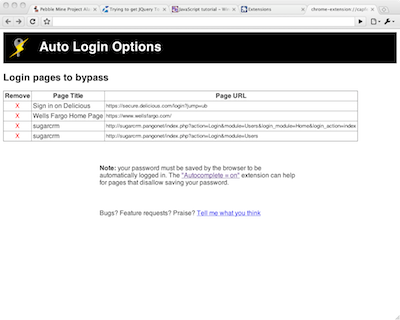 Pebble Mine Project Al
Trying to get jQuery T
JavaScript tutorial – W
Extensions
chrome-extension://
Auto Login Options
Login pages to bypass
Remove Page Title Page URL
X Sign in on Delicious https://secure.delicious.com/login?jump=ub
X Wells Fargo Home Page https://www.wellsfargo.com/
X sugarcrm http://sugarcrm.pangonet/index.php?action=Login&module=Users&login_module=Home&login_action=index
X sugarcrm http://sugarcrm.pangonet/index.php?action=Login&module=Users
Note: your password must be saved by the browser to be
automatically logged in. The "Autocomplete = on" extension can help
for pages that disallow saving your password.
Bugs? Feature requests? Praise? Tell me what you think